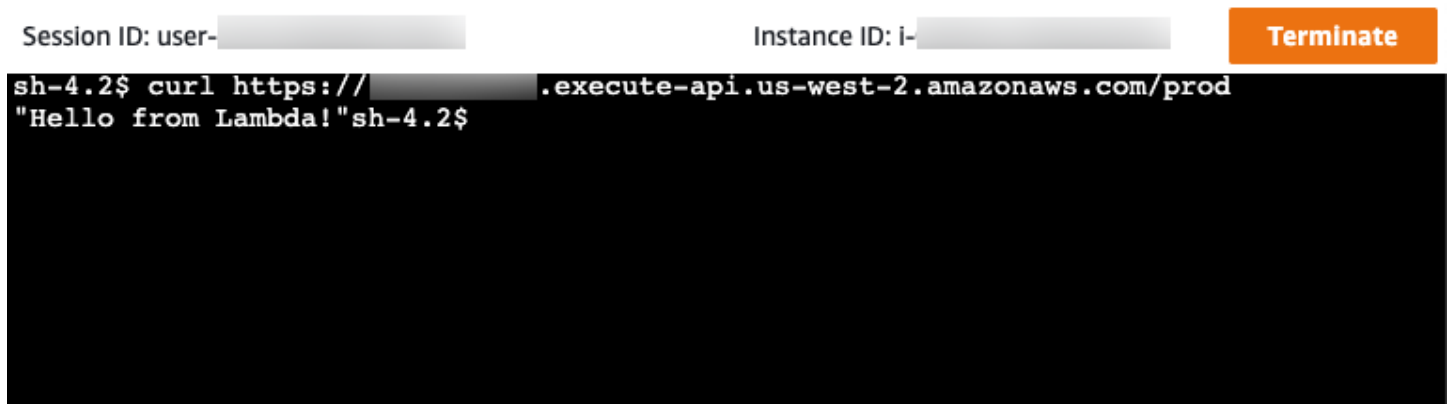 Session ID: user-
Instance ID: i-
Terminate
sh-4.2$ curl https://.execute-api.us-west-2.amazonaws.com/prod
"Hello from Lambda!"sh-4.2$